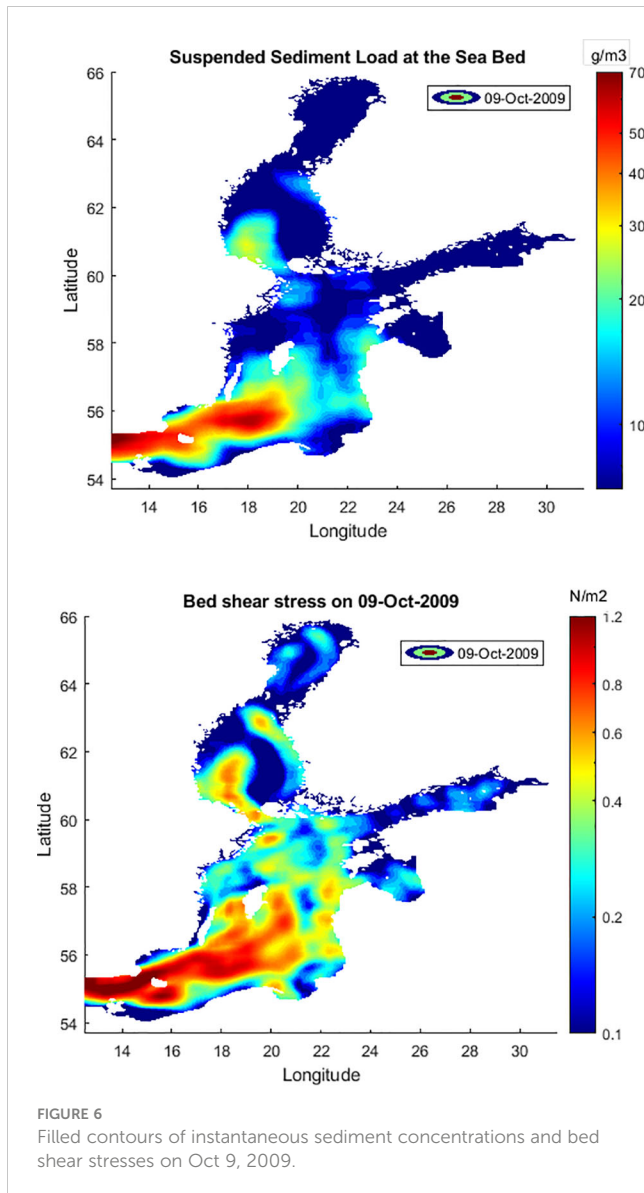 Suspended Sediment Load at the Sea Bed
g/m3
09-Oct-2009
66
64
62
60
58
56
54
Latitude
14 16 18 20 22 24 26 28 30
Longitude
70
50
40
30
20
10
Bed shear stress on 09-Oct-2009
N/m2
09-Oct-2009
66
64
62
60
58
56
54
Latitude
14 16 18 20 22 24 26 28 30
Longitude
1.2
0.8
0.6
0.4
0.2
0.1
FIGURE 6
Filled contours of instantaneous sediment concentrations and bed
shear stresses on Oct 9, 2009.